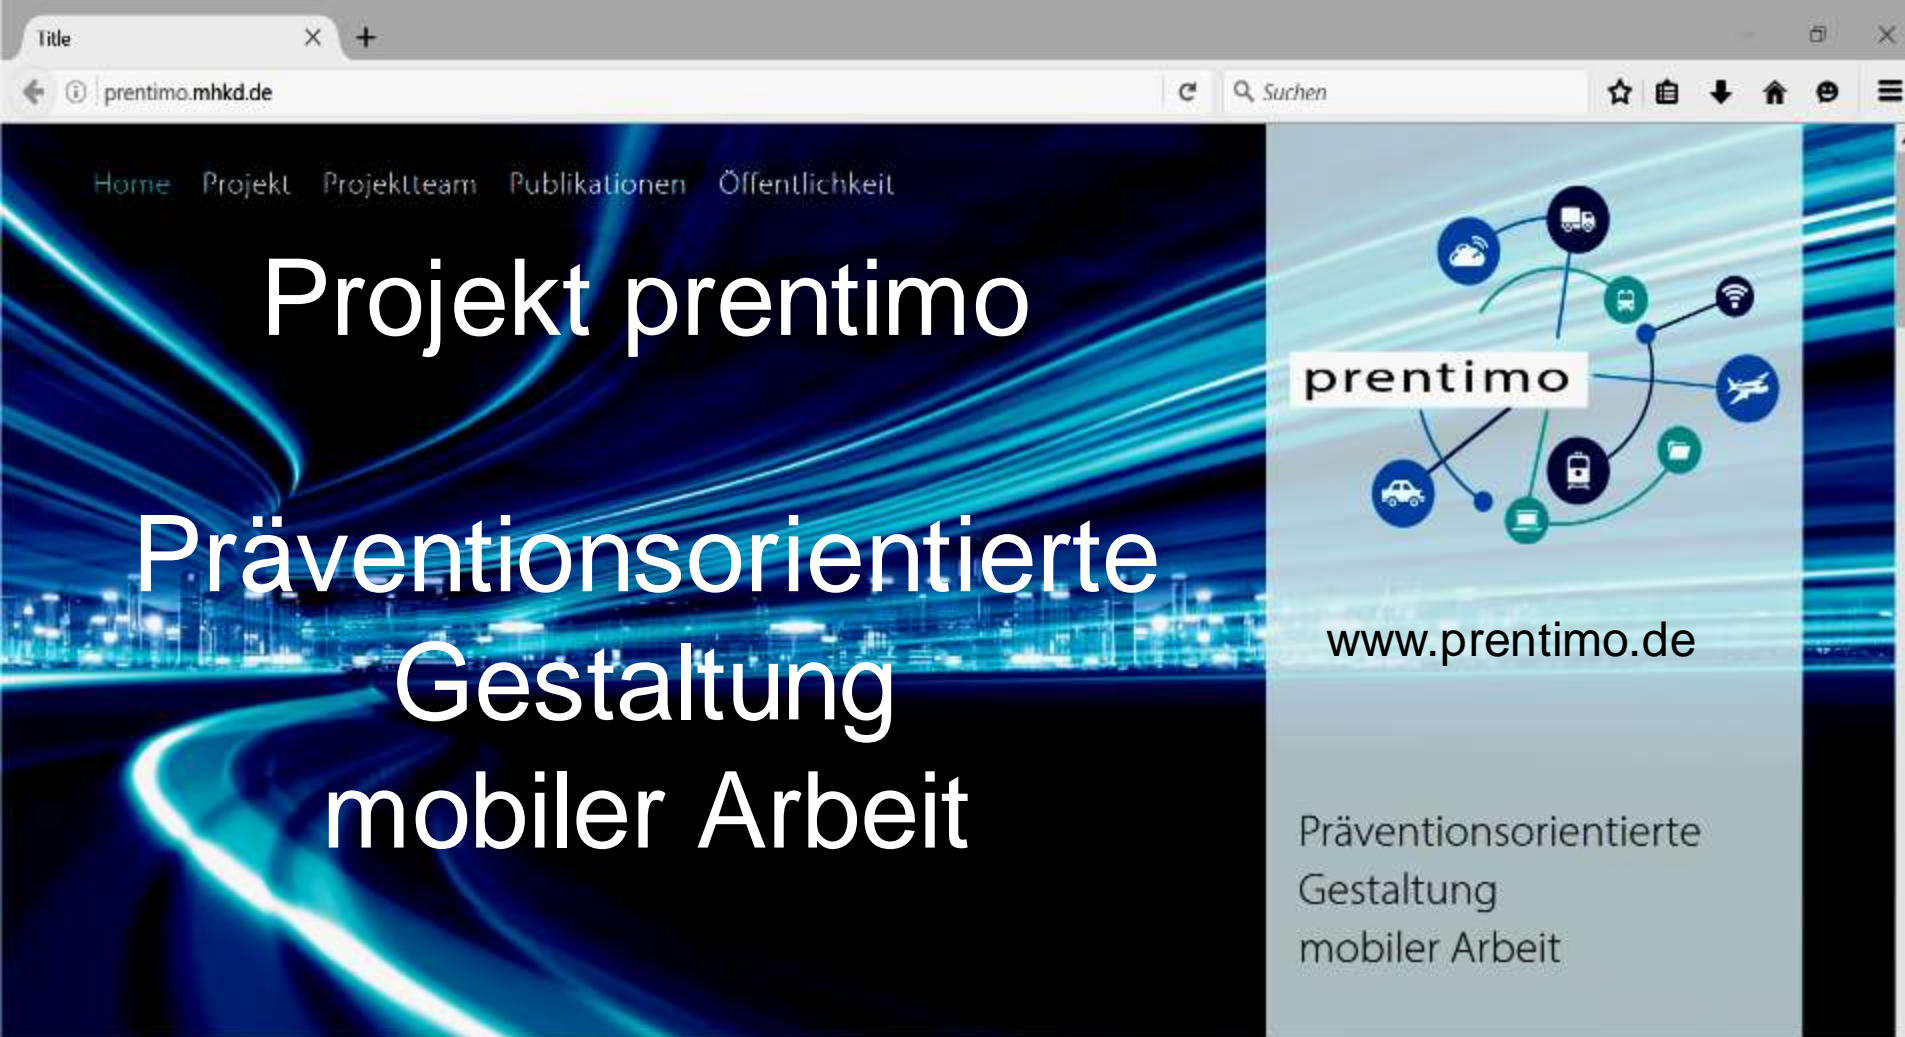 Title
prentimo.mhkd.de
Suchen
Home Projekt Projektteam Publikationen Öffentlichkeit
Projekt prentimo
Präventionsorientierte
Gestaltung
mobiler Arbeit
prentimo
www.prentimo.de
Präventionsorientierte
Gestaltung
mobiler Arbeit